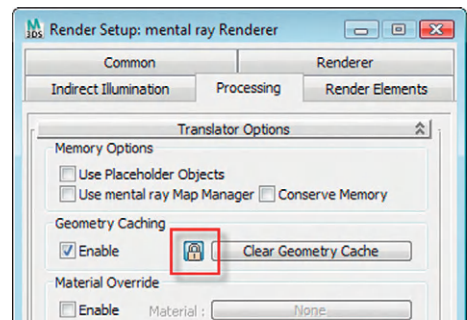 3DS Render Setup: mental ray Renderer
Common Renderer
Indirect Illumination Processing Render Elements
Translator Options
Memory Options
Use Placeholder Objects
Use mental ray Map Manager Conserve Memory
Geometry Caching
Enable Clear Geometry Cache
Material Override
Enable Material : None